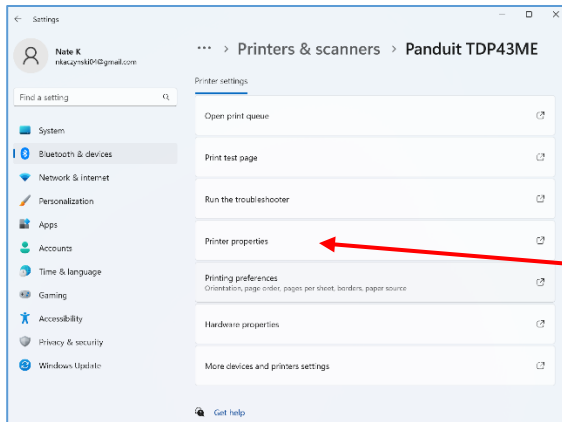 Settings
Nate K
nkaczynski04@gmail.com
Find a setting
System
Bluetooth & devices
Network & internet
Personalization
Apps
Accounts
Time & language
Gaming
Accessibility
Privacy & security
Windows Update
··· > Printers & scanners > Panduit TDP43ME
Printer settings
Open print queue
Print test page
Run the troubleshooter
Printer properties
Printing preferences
Orientation, page order, pages per sheet, borders, paper source
Hardware properties
More devices and printers settings
Get help